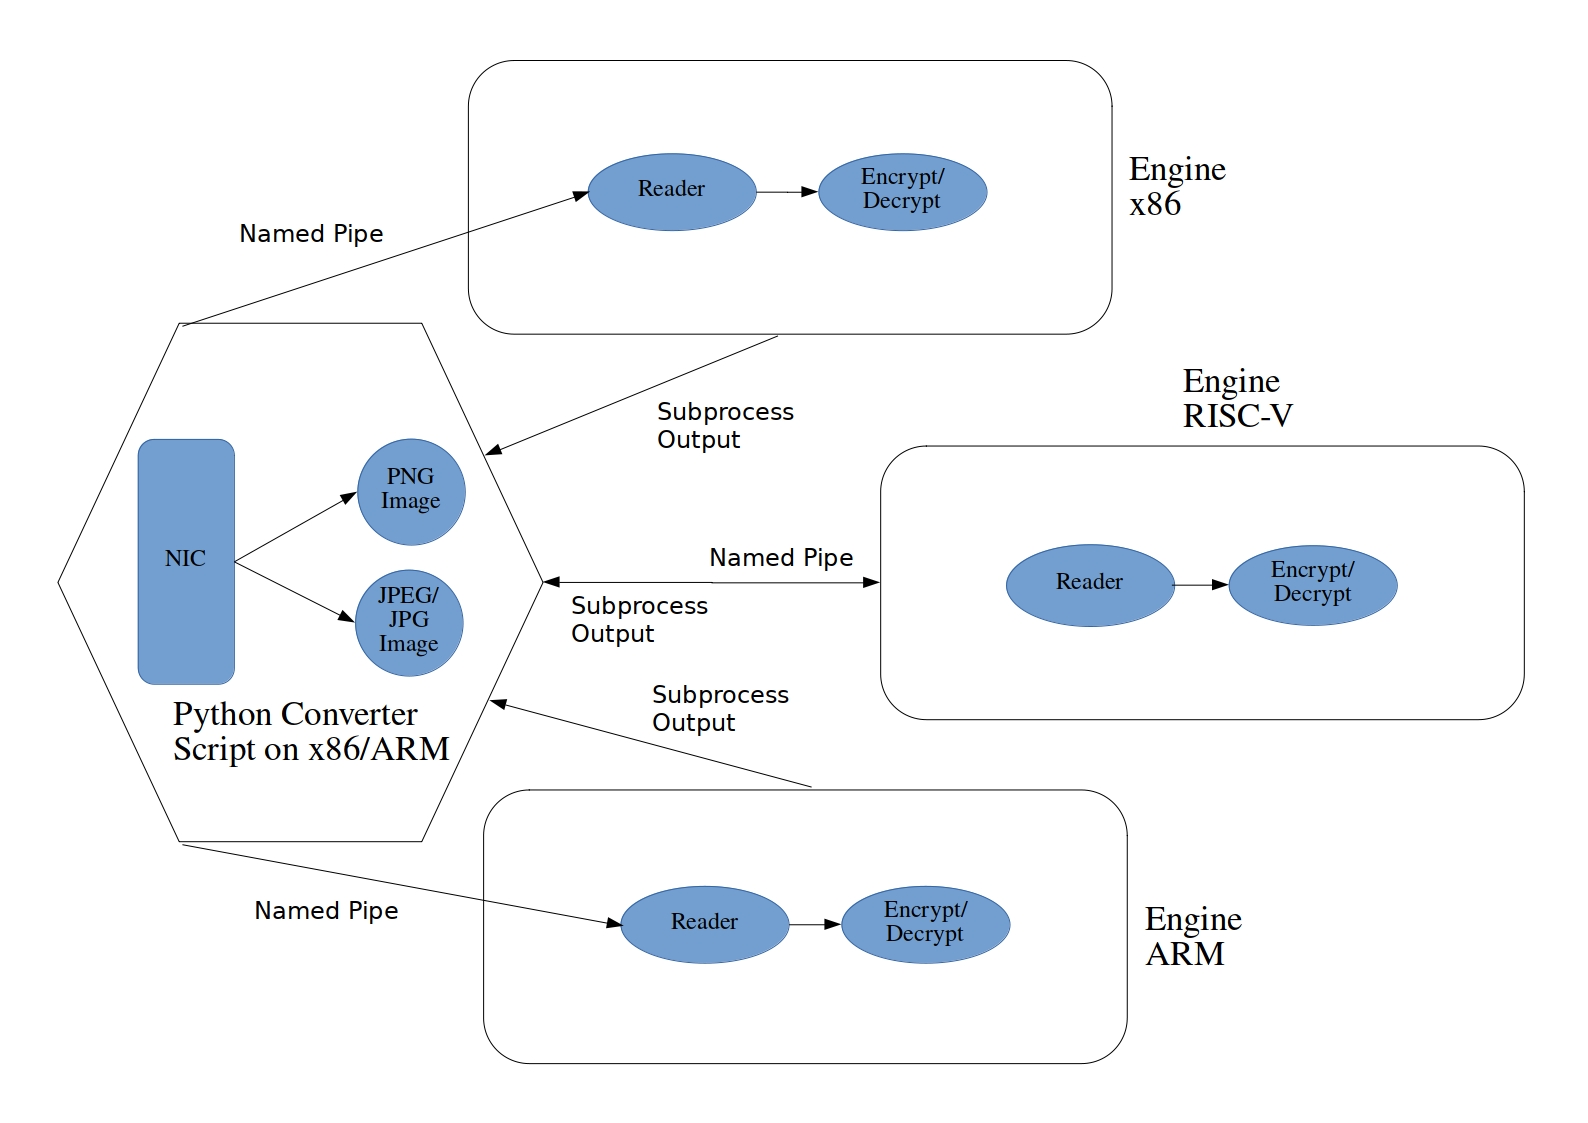 Reader
Encrypt/
Decrypt
Engine
x86
Named Pipe
Subprocess
Output
Engine
RISC-V
PNG
Image
NIC
JPEG/
JPG
Image
Python Converter
Script on x86/ARM
Named Pipe
Subprocess
Output
Reader
Encrypt/
Decrypt
Subprocess
Output
Named Pipe
Reader
Encrypt/
Decrypt
Engine
ARM